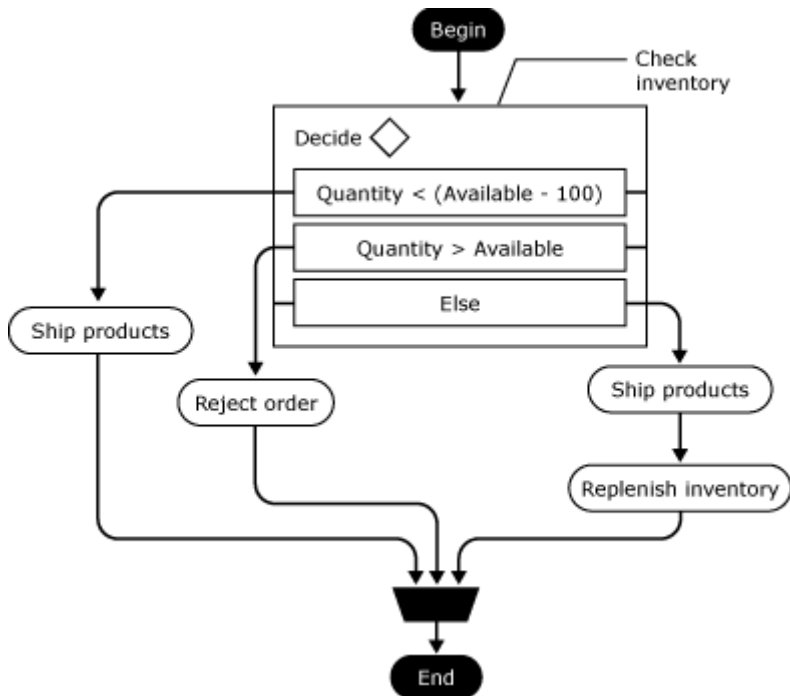 Begin
Check
inventory
Decide
Quantity < (Available - 100)
Quantity > Available
Else
Ship products
Reject order
Ship products
Replenish inventory
End